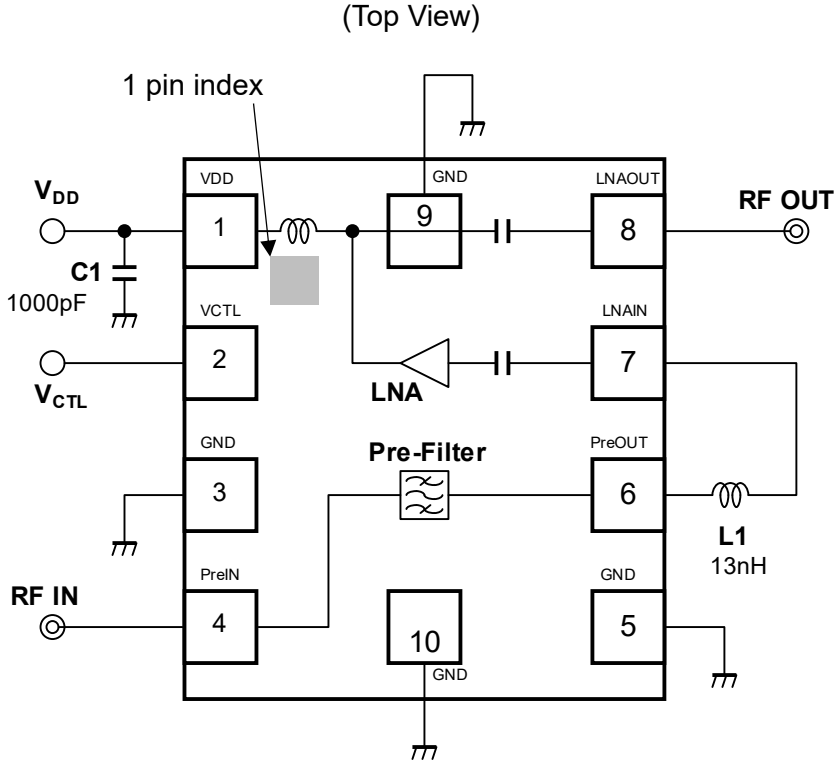 (Top View)
1 pin index
VDD
GND
LNAOUT
VDD
RF OUT
1
9
8
C1
1000pF
VCTL
LNAIN
2
7
VCTL
LNA
GND
Pre-Filter
PreOUT
3
6
L1
13nH
PreIN
GND
RF IN
4
10
5
GND